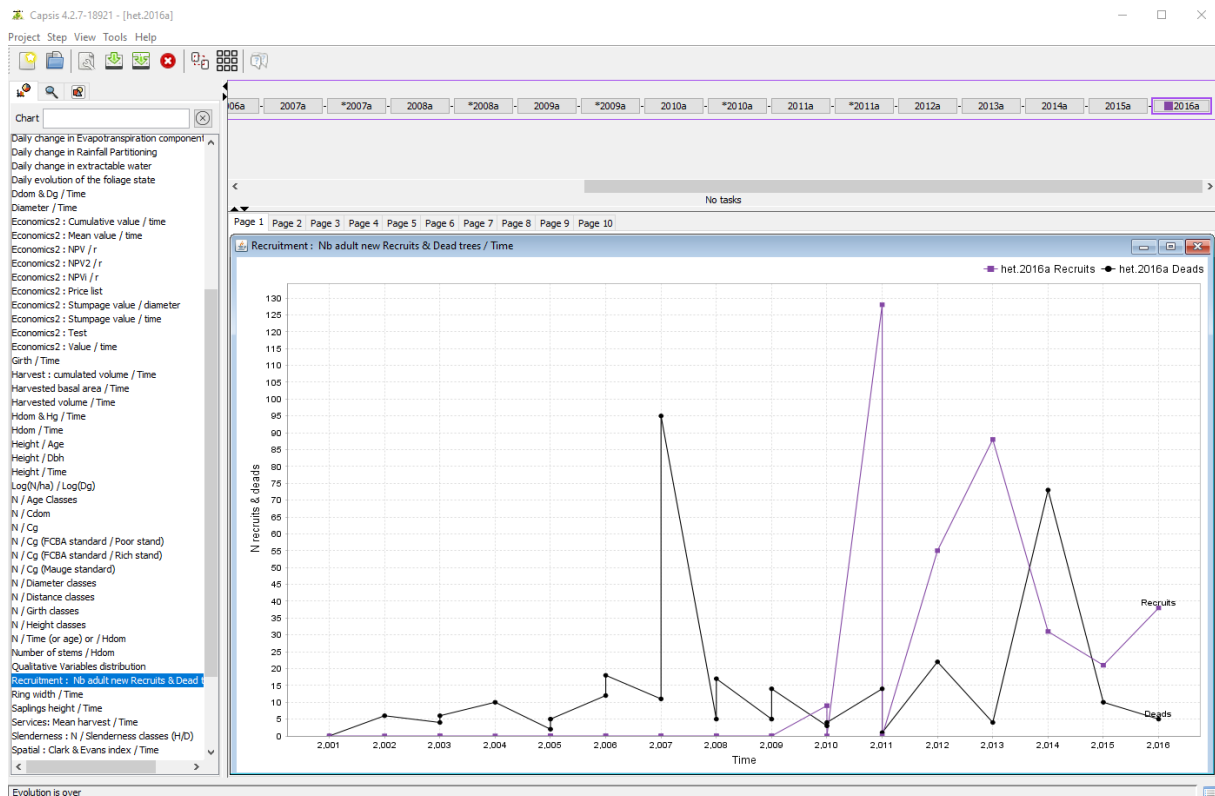 Capsis 4.2.7-18921 - [het.2016a]
Project Step View Tools Help
Chart
06a - 2007a - *2007a - 2008a - *2008a - 2009a - *2009a - 2010a - *2010a - 2011a - *2011a - 2012a - 2013a - 2014a - 2015a - 2016a
No tasks
Daily change in Evapotranspiration component
Daily change in Rainfall Partitioning
Daily change in extractable water
Daily evolution of the foliage state
Ddom & Dg / Time
Diameter / Time
Economics2 : Cumulative value / time
Economics2 : Mean value / time
Economics2 : NPV / r
Economics2 : NPV2 / r
Economics2 : NPVi / r
Economics2 : Price list
Economics2 : Stumpage value / diameter
Economics2 : Stumpage value / time
Economics2 : Test
Economics2 : Value / time
Girth / Time
Harvest : cumulated volume / Time
Harvested basal area / Time
Harvested volume / Time
Hdom & Hg / Time
Hdom / Time
Height / Age
Height / Dbh
Height / Time
Log(N/ha) / Log(Dg)
N / Age Classes
N / Cdom
N / Cg
N / Cg (FCBA standard / Poor stand)
N / Cg (FCBA standard / Rich stand)
N / Cg (Mauge standard)
N / Diameter classes
N / Distance classes
N / Girth classes
N / Height classes
N / Time (or age) or / Hdom
Number of stems / Hdom
Qualitative Variables distribution
Recruitment : Nb adult new Recruits & Dead t
Ring width / Time
Saplings height / Time
Services: Mean harvest / Time
Slenderness : N / Slenderness classes (H/D)
Spatial : Clark & Evans index / Time
Page 1 Page 2 Page 3 Page 4 Page 5 Page 6 Page 7 Page 8 Page 9 Page 10
Recruitment : Nb adult new Recruits & Dead trees / Time
het.2016a Recruits het.2016a Deads
130
125
120
115
110
105
100
95
90
85
80
75
70
65
60
55
50
45
40
35
30
25
20
15
10
5
0
N recruits & deads
Recruits
Deads
2,001 2,002 2,003 2,004 2,005 2,006 2,007 2,008 2,009 2,010 2,011 2,012 2,013 2,014 2,015 2,016
Time
Evolution is over